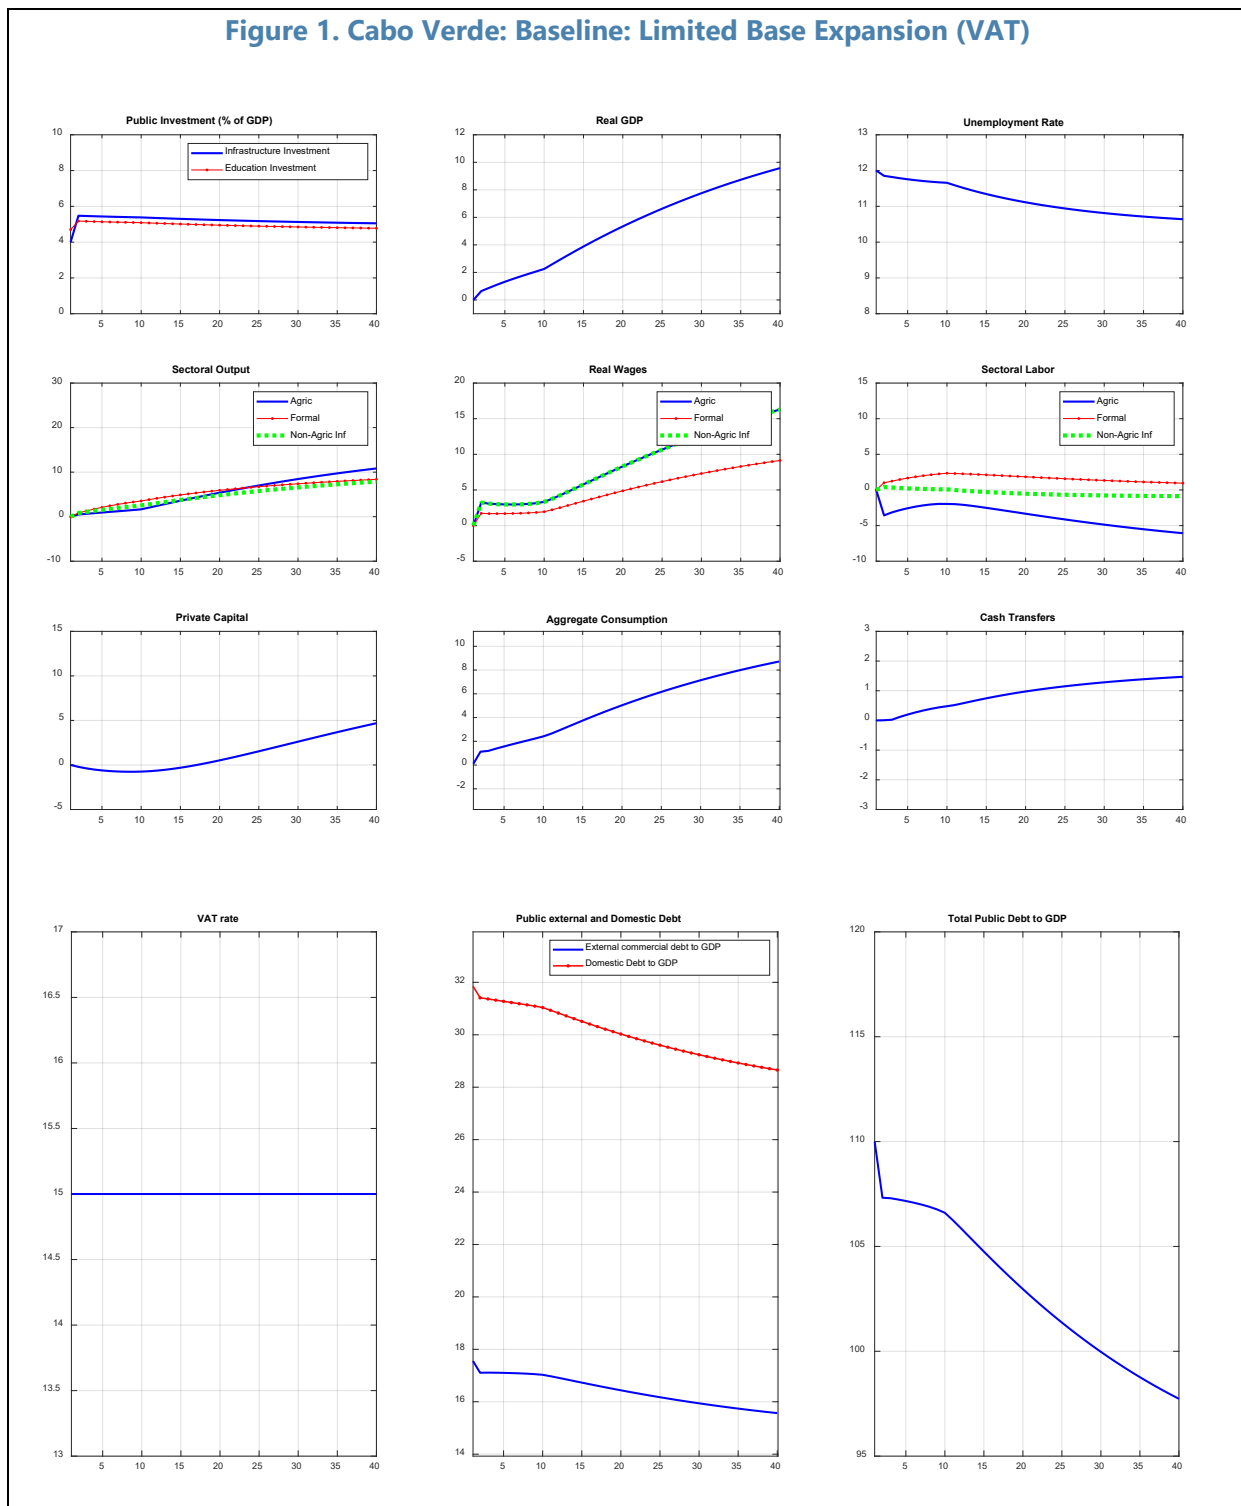 Figure 1. Cabo Verde: Baseline: Limited Base Expansion (VAT)
Public Investment (% of GDP)
10
8
6
4
2
0
Infrastructure Investment
Education Investment
5 10 15 20 25 30 35 40
Real GDP
12
10
8
6
4
2
0
5 10 15 20 25 30 35 40
Unemployment Rate
13
12
11
10
9
8
5 10 15 20 25 30 35 40
Sectoral Output
30
20
10
0
-10
Agric
Formal
Non-Agric Inf
5 10 15 20 25 30 35 40
Real Wages
20
15
10
5
0
-5
Agric
Formal
Non-Agric Inf
5 10 15 20 25 30 35 40
Sectoral Labor
15
10
5
0
-5
-10
Agric
Formal
Non-Agric Inf
5 10 15 20 25 30 35 40
Private Capital
15
10
5
0
-5
5 10 15 20 25 30 35 40
Aggregate Consumption
10
8
6
4
2
0
-2
5 10 15 20 25 30 35 40
Cash Transfers
3
2
1
0
-1
-2
-3
5 10 15 20 25 30 35 40
VAT rate
17
16.5
16
15.5
15
14.5
14
13.5
13
5 10 15 20 25 30 35 40
Public external and Domestic Debt
External commercial debt to GDP
Domestic Debt to GDP
32
30
28
26
24
22
20
18
16
14
5 10 15 20 25 30 35 40
Total Public Debt to GDP
120
115
110
105
100
95
5 10 15 20 25 30 35 40